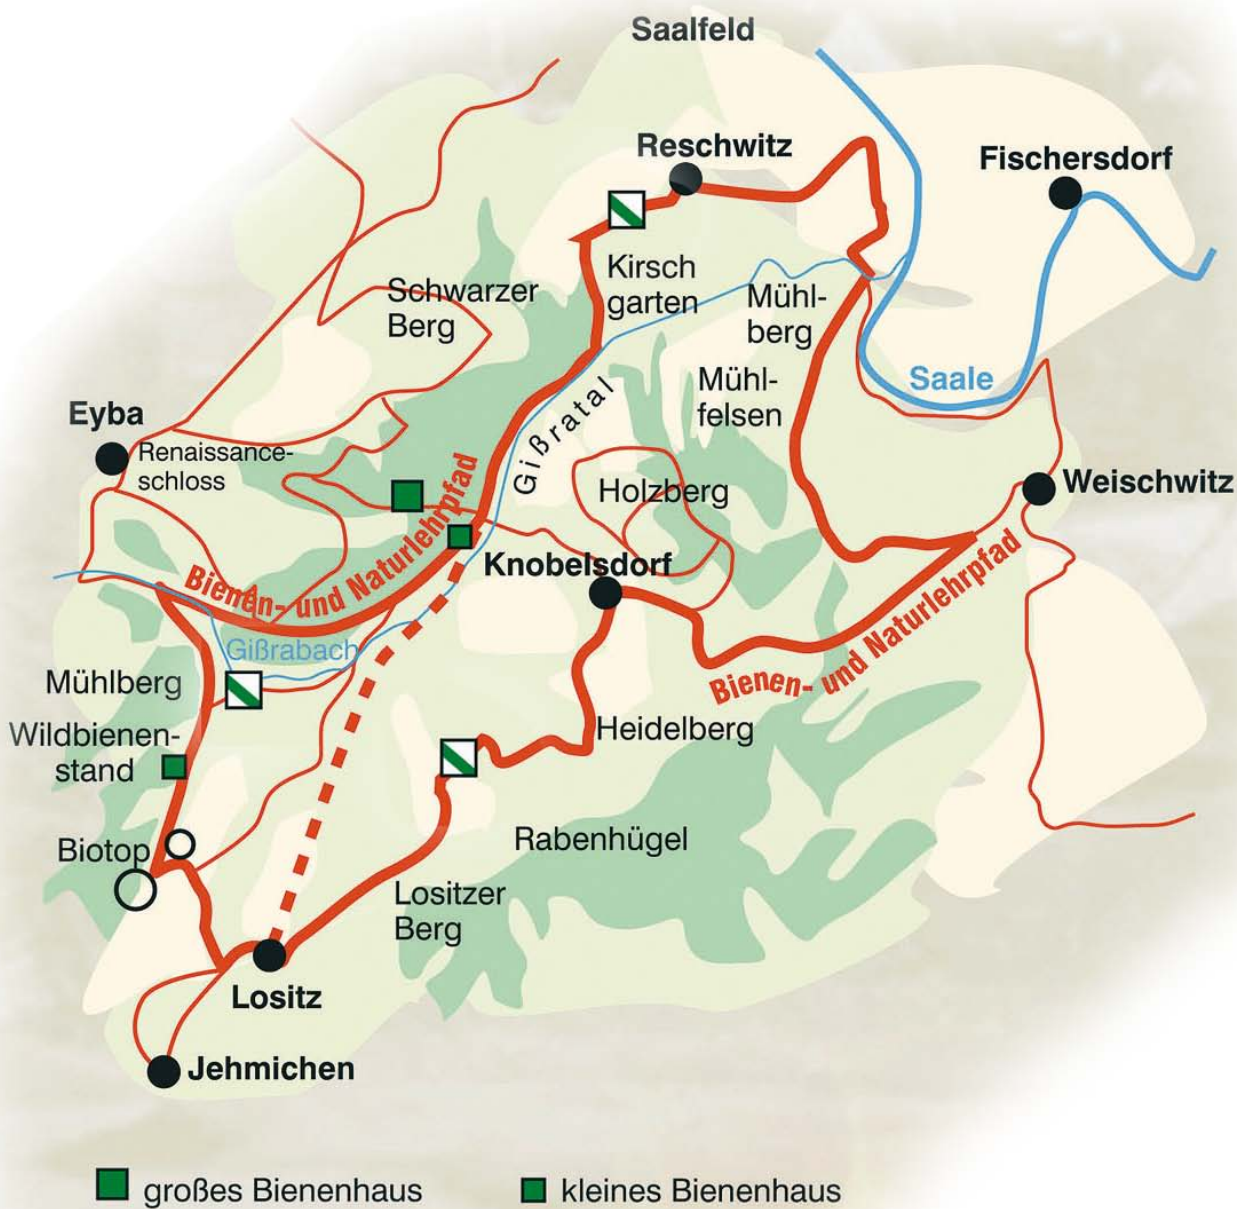 Saalfeld
Reschwitz
Fischersdorf
Kirsch
garten
Schwarzer
Berg
Mühl-
berg
Saale
Mühl-
felsen
Gißratal
Eyba
Renaissance-
schloss
Holzberg
Weischwitz
Bienen- und Naturlehrpfad
Knobelsdorf
Bienen- und Naturlehrpfad
Gißrabach
Mühlberg
Wildbienen-
stand
Heidelberg
Rabenhügel
Biotop
Lositzer
Berg
Lositz
Jehmichen
großes Bienenhaus
kleines Bienenhaus